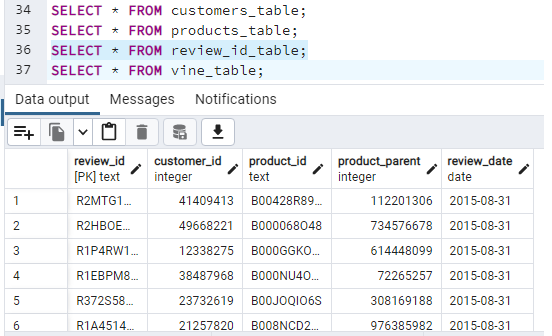 34 SELECT * FROM customers_table;
35 SELECT * FROM products_table;
36 SELECT * FROM review_id_table;
37 SELECT * FROM vine_table;
Data output Messages Notifications
review_id customer_id product_id product_parent review_date
[PK] text integer text integer date
1 R2MTG1... 41409413 B00428R89... 112201306 2015-08-31
2 R2HBOE... 49668221 B000068O48 734576678 2015-08-31
3 R1P4RW1... 12338275 B000GGKO... 614448099 2015-08-31
4 R1EBPM8... 38487968 B000NU4O... 72265257 2015-08-31
5 R372S58... 23732619 B00JOQIO6S 308169188 2015-08-31
6 R1A4514... 21257820 B008NCD2... 976385982 2015-08-31